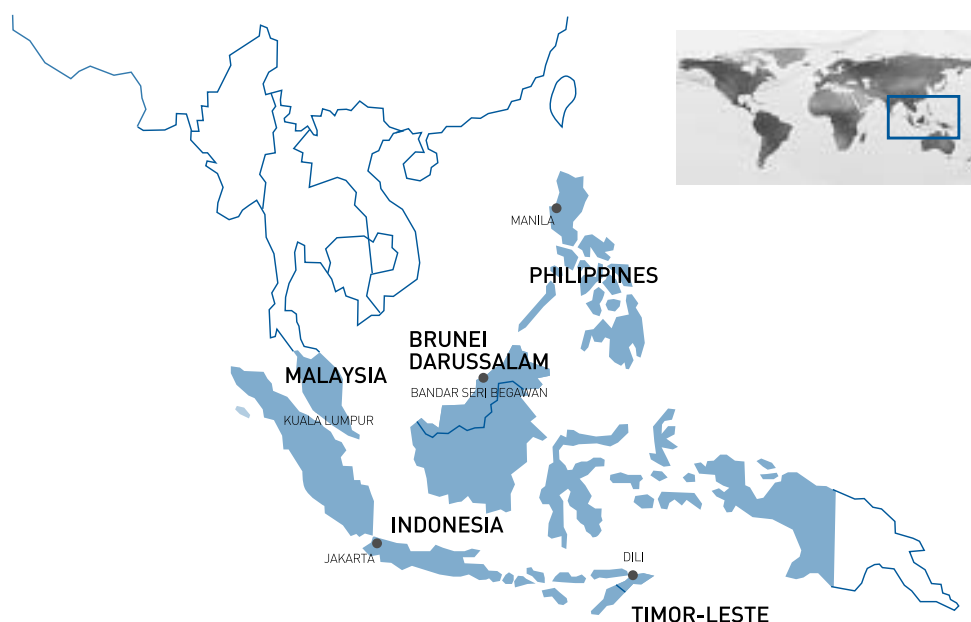 MANILA
PHILIPPINES
BRUNEI
DARUSSALAM
MALAYSIA
BANDAR SERI BEGAWAN
KUALA LUMPUR
INDONESIA
JAKARTA
DILI
TIMOR-LESTE